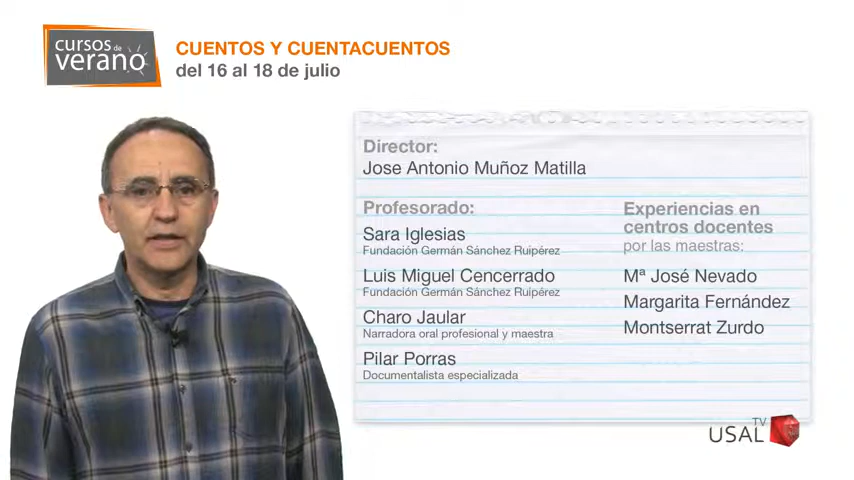 cursos de
verano
CUENTOS Y CUENTACUENTOS
del 16 al 18 de julio
Director:
Jose Antonio Muñoz Matilla
Profesorado:
Sara Iglesias
Fundación Germán Sánchez Ruipérez
Luis Miguel Cencerrado
Fundación Germán Sánchez Ruipérez
Charo Jaular
Narradora oral profesional y maestra
Pilar Porras
Documentalista especializada
Experiencias en
centros docentes
por las maestras:
Mª José Nevado
Margarita Fernández
Montserrat Zurdo
USAL TV